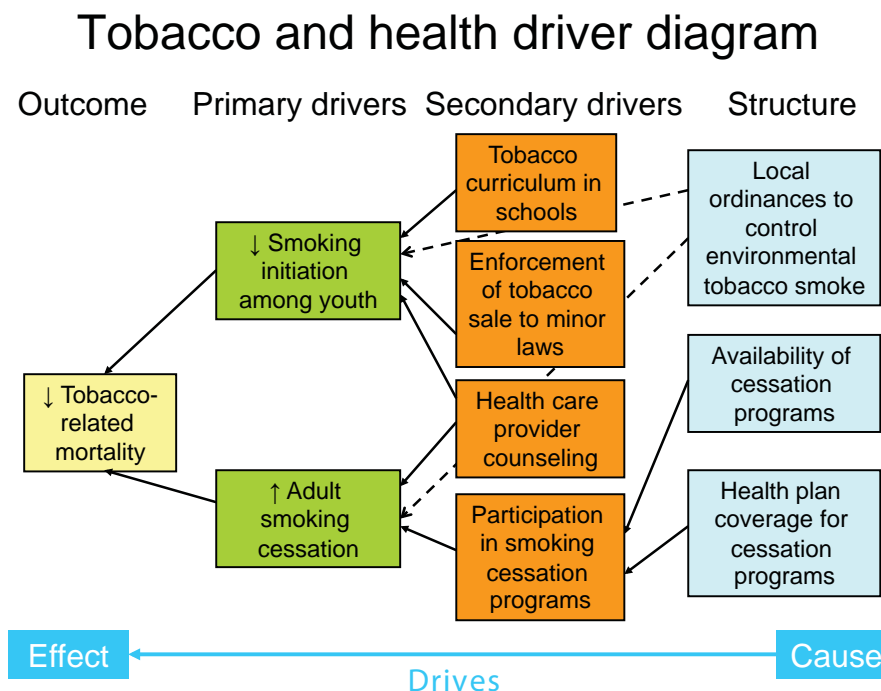 Tobacco and health driver diagram
Outcome
Primary drivers
Secondary drivers
Structure
Tobacco
curriculum in
schools
Local
ordinances to
control
environmental
tobacco smoke
↓ Smoking
initiation
among youth
Enforcement
of tobacco
sale to minor
laws
Availability of
cessation
programs
↓ Tobacco-
related
mortality
Health care
provider
counseling
↑ Adult
smoking
cessation
Participation
in smoking
cessation
programs
Health plan
coverage for
cessation
programs
Effect
Drives
Cause